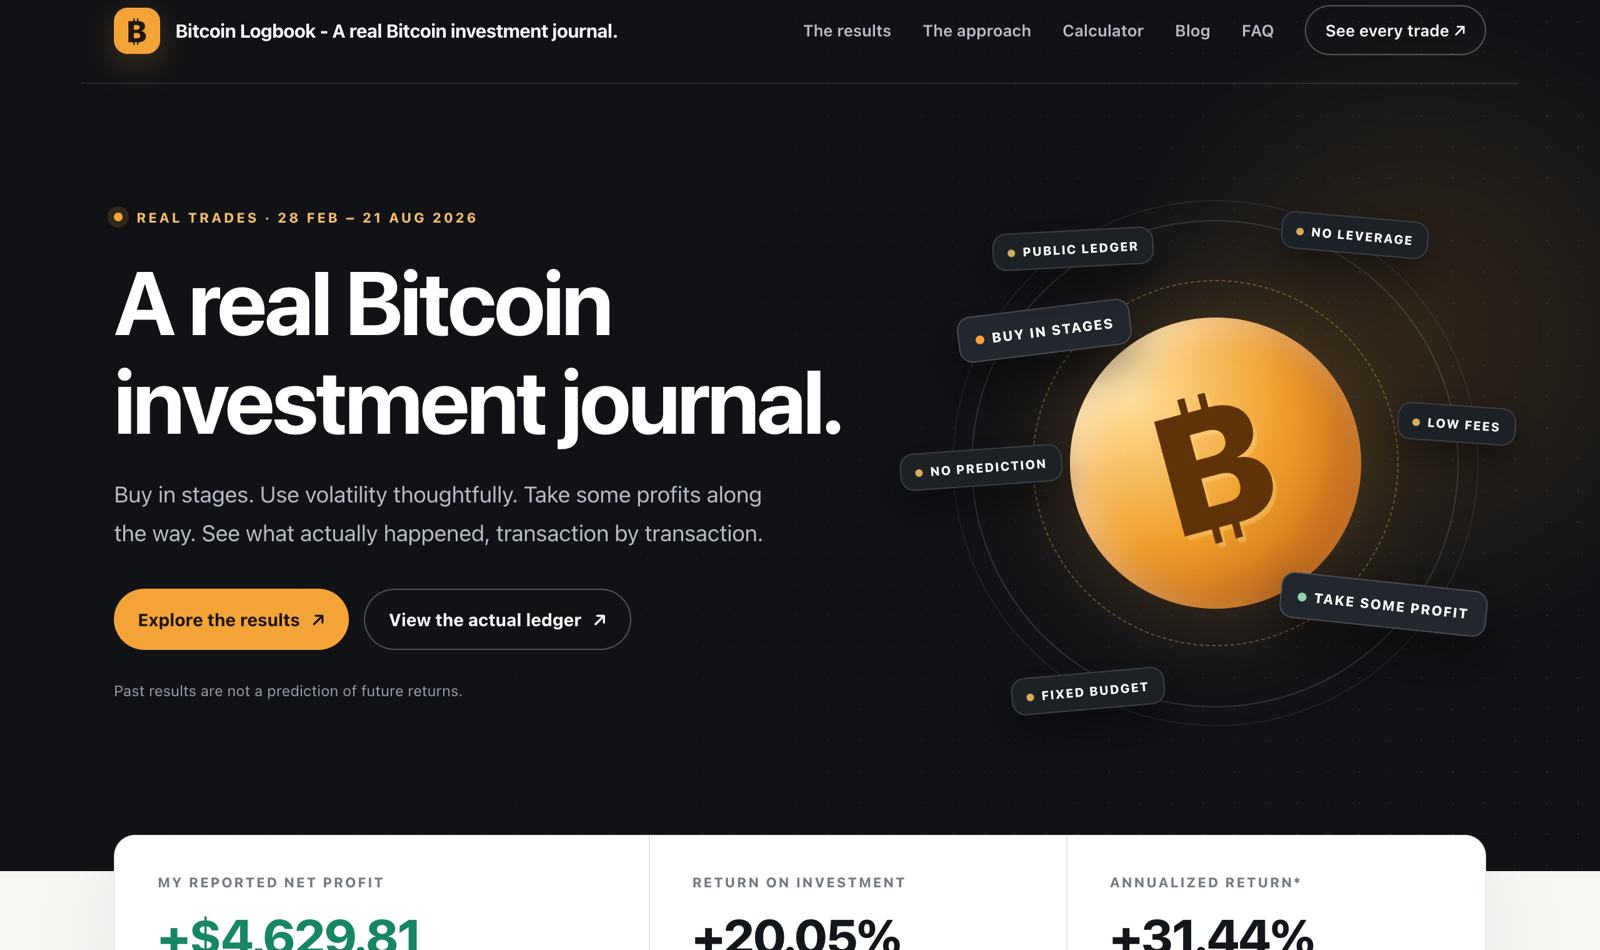 Bitcoin Logbook - A real Bitcoin investment journal.
The results
The approach
Calculator
Blog
FAQ
See every trade ↗
REAL TRADES · 28 FEB – 21 AUG 2026
A real Bitcoin
investment journal.
Buy in stages. Use volatility thoughtfully. Take some profits along
the way. See what actually happened, transaction by transaction.
Explore the results ↗
View the actual ledger ↗
Past results are not a prediction of future returns.
PUBLIC LEDGER
NO LEVERAGE
BUY IN STAGES
LOW FEES
NO PREDICTION
TAKE SOME PROFIT
FIXED BUDGET
MY REPORTED NET PROFIT
+$4,629.81
RETURN ON INVESTMENT
+20.05%
ANNUALIZED RETURN*
+31.44%